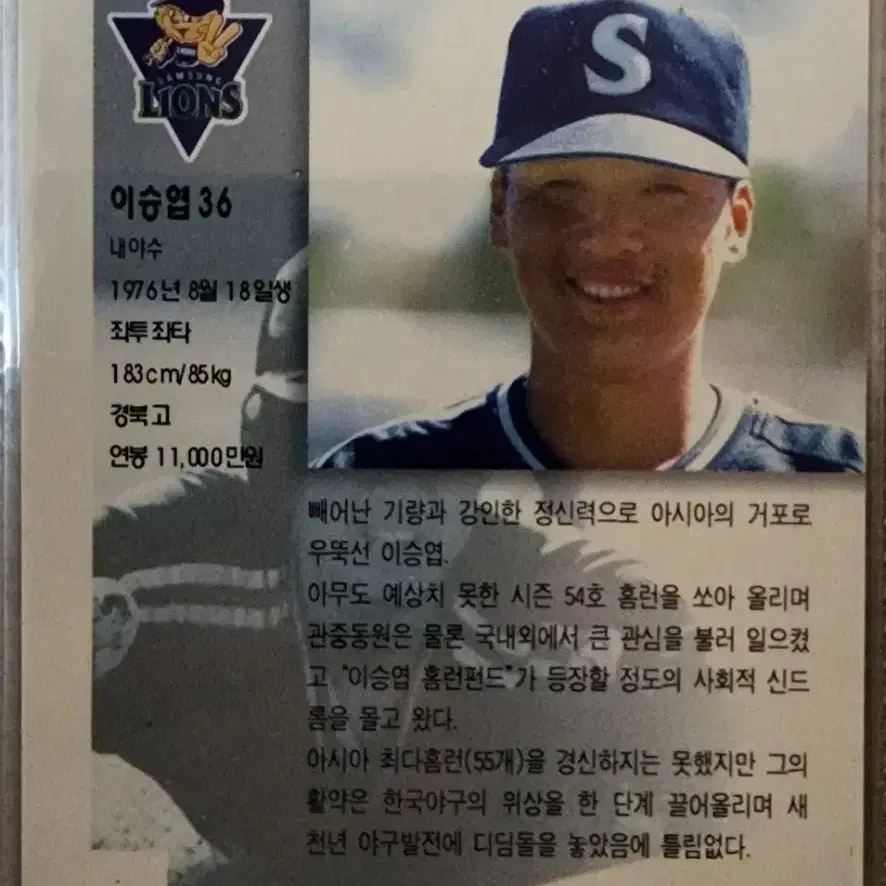 SAMSUNG
LIONS
S
이승엽 36
내야수
1976년 8월 18일생
좌투좌타
183cm/85kg
경북고
연봉 11,000만원
빼어난 기량과 강인한 정신력으로 아시아의 거포로
우뚝선 이승엽.
아무도 예상치 못한 시즌 54호 홈런을 쏘아 올리며
관중동원은 물론 국내외에서 큰 관심을 불러 일으켰
고 "이승엽 홈런펀드"가 등장할 정도의 사회적 신드
롬을 몰고 왔다.
아시아 최다홈런(55개)을 경신하지는 못했지만 그의
활약은 한국야구의 위상을 한 단계 끌어올리며 새
천년 야구발전에 디딤돌을 놓았음에 틀림없다.